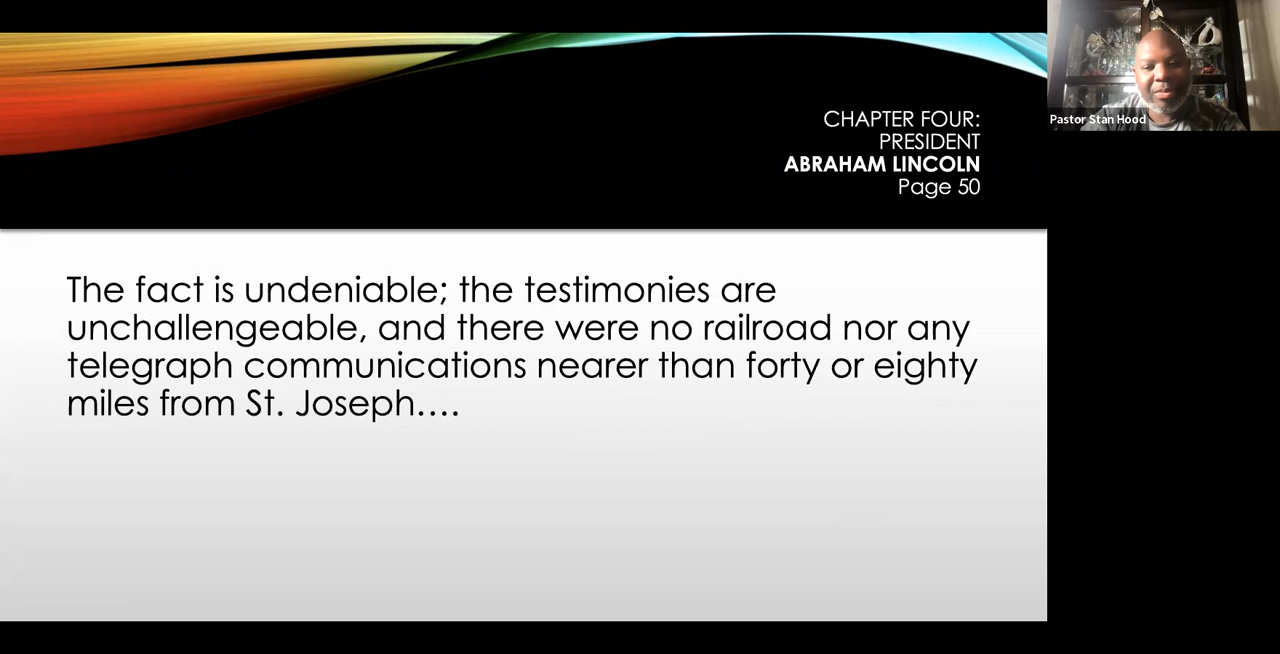 CHAPTER FOUR:
PRESIDENT
ABRAHAM LINCOLN
Page 50
The fact is undeniable; the testimonies are
unchallengeable, and there were no railroad nor any
telegraph communications nearer than forty or eighty
miles from St. Joseph….
Pastor Stan Hood